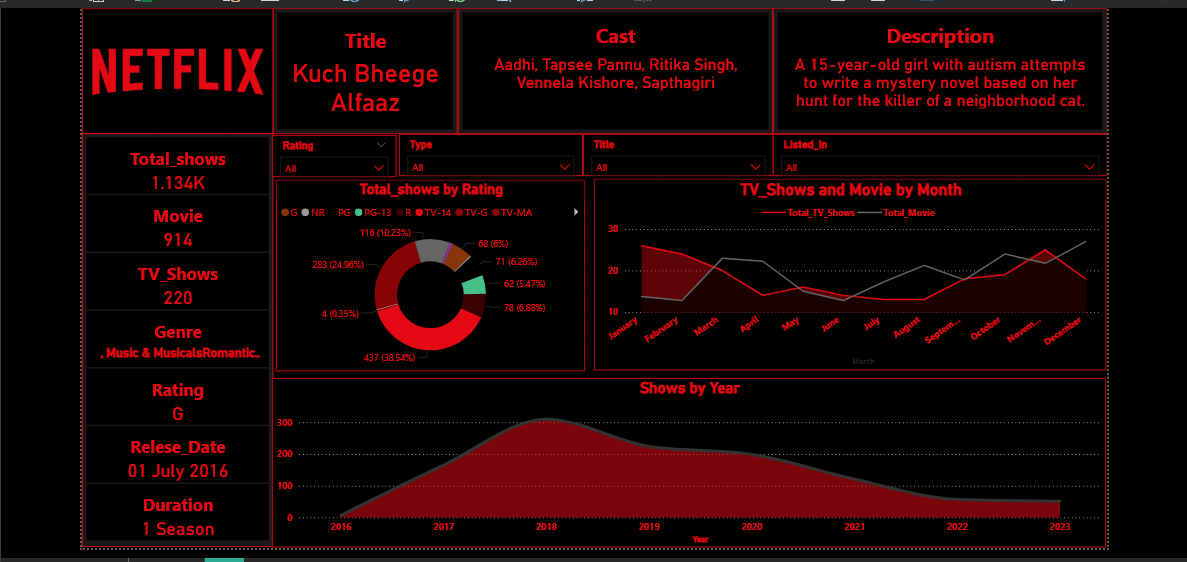 NETFLIX
Title
Kuch Bheege
Alfaaz
Cast
Aadhi, Tapsee Pannu, Ritika Singh,
Vennela Kishore, Sapthagiri
Description
A 15-year-old girl with autism attempts
to write a mystery novel based on her
hunt for the killer of a neighborhood cat.
Total_shows
1.134K
Movie
914
TV_Shows
220
Genre
, Music & MusicalsRomantic..
Rating
G
Relese_Date
01 July 2016
Duration
1 Season
Rating
All
Type
All
Title
All
Listed_In
All
Total_shows by Rating
G NR PG PG-13 R TV-14 TV-G TV-MA
116 (10.23%)
68 (6%)
71 (6.26%)
62 (5.47%)
78 (6.88%)
437 (38.54%)
4 (0.35%)
283 (24.96%)
TV_Shows and Movie by Month
Total_TV_Shows Total_Movie
30
20
10
January February March April May June July August Septem... October Novem... December
Month
Shows by Year
300
200
100
0
2016 2017 2018 2019 2020 2021 2022 2023
Year